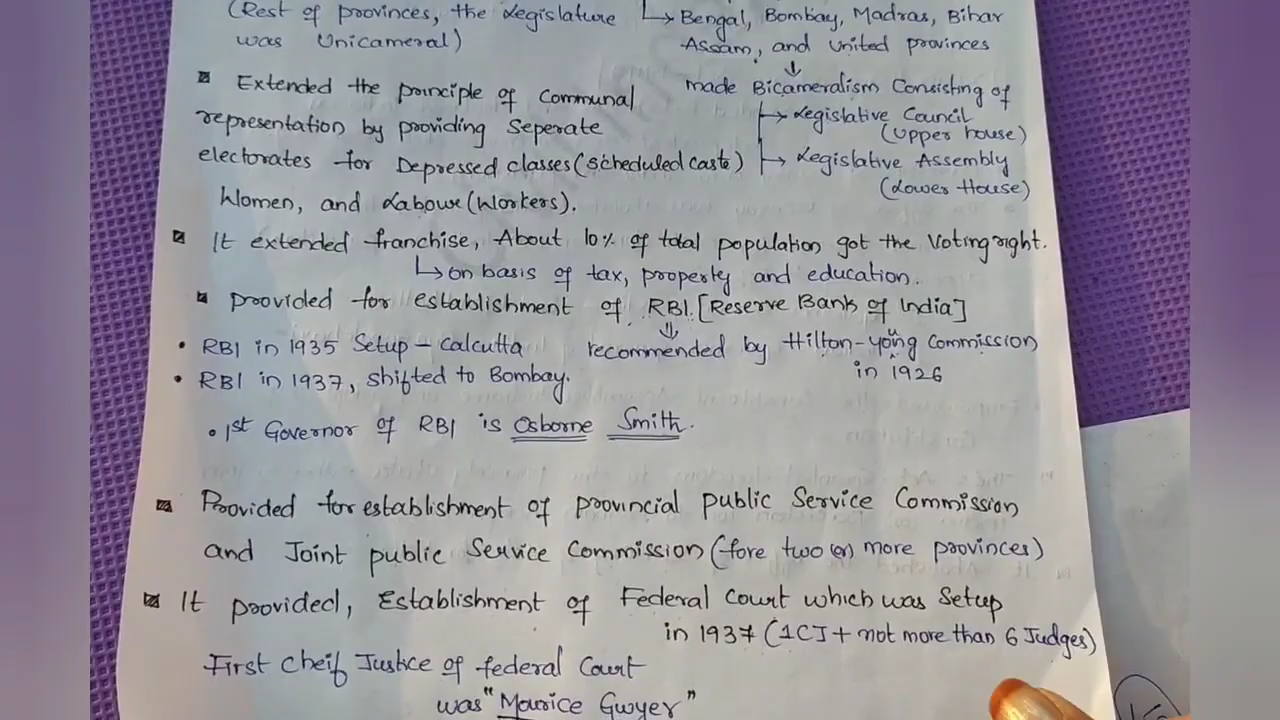 (Rest of provinces, the Legislature
was Unicameral)
→ Bengal, Bombay, Madras, Bihar
Assam, and United provinces
↓
made Bicameralism Consisting of
→ Legislative Council
(Upper house)
→ Legislative Assembly
(Lower House)
Extended the principle of Communal
representation by providing Seperate
electorates for Depressed classes (Scheduled caste)
Women, and Labour (Workers).
It extended franchise, About 10% of total population got the Voting right.
→ on basis of tax, property and education.
provided for establishment of RBI. [Reserve Bank of India]
⇓
• RBI in 1935 Setup – Calcutta
recommended by Hilton-young Commission
in 1926
• RBI in 1937, shifted to Bombay.
• 1st Governor of RBI is Osborne Smith.
Provided for establishment of provincial public Service Commission
and Joint public Service Commission (fore two (or) more provinces)
It provided, Establishment of Federal Court which was Setup
in 1937 (1CJ + not more than 6 Judges)
First Cheif Justice of federal Court
was "Maurice Gwyer"